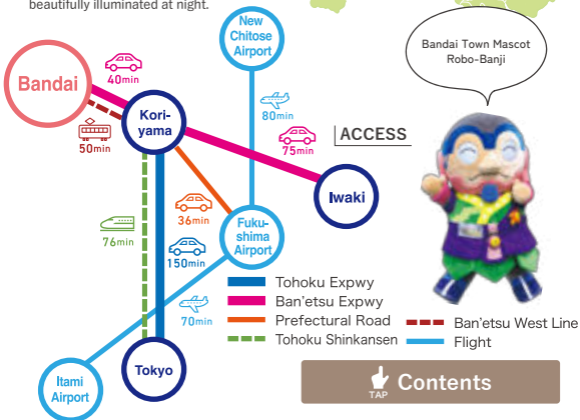 beautifully illuminated at night.
New
Chitose
Airport
Bandai Town Mascot
Robo-Banji
Bandai
40min
Kori-
yama
80min
50min
75min
ACCESS
Iwaki
76min
36min
Fuku-
shima
Airport
150min
70min
Tohoku Expwy
Ban'etsu Expwy
Prefectural Road
Tohoku Shinkansen
Ban'etsu West Line
Flight
Tokyo
Itami
Airport
TAP
Contents